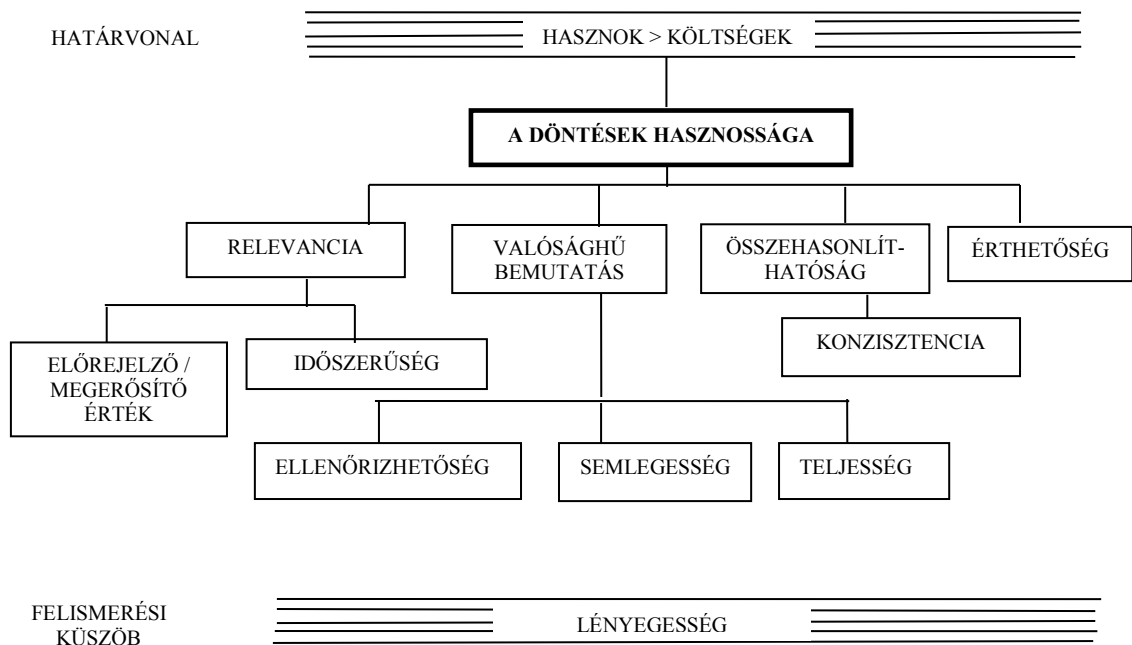 HATÁRVONAL
HASZNOK > KÖLTSÉGEK
A DÖNTÉSEK HASZNOSSÁGA
RELEVANCIA
VALÓSÁGHŰ
BEMUTATÁS
ÖSSZEHASONLÍT-
HATÓSÁG
ÉRTHETŐSÉG
ELŐREJELZŐ /
MEGERŐSÍTŐ
ÉRTÉK
IDŐSZERŰSÉG
KONZISZTENCIA
ELLENŐRIZHETŐSÉG
SEMLEGESSÉG
TELJESSÉG
FELISMERÉSI
KÜSZÖB
LÉNYEGESSÉG